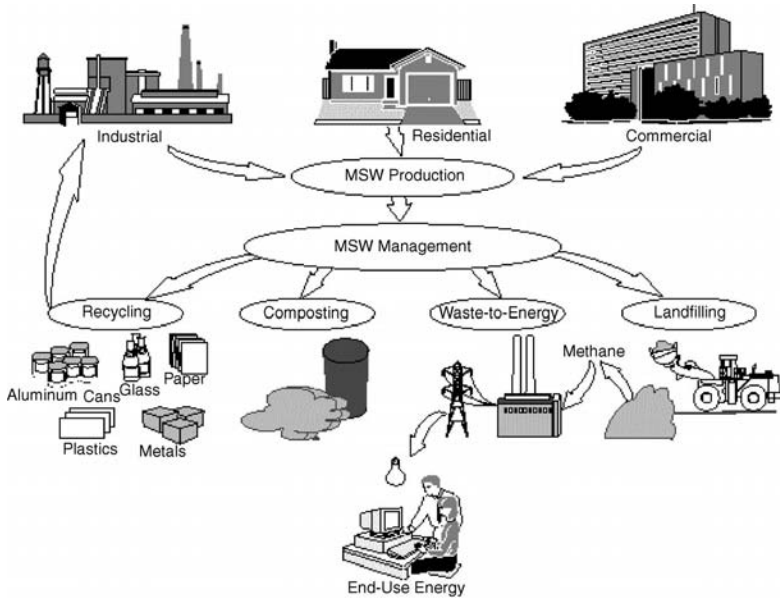 Industrial
Residential
Commercial
MSW Production
MSW Management
Recycling
Composting
Waste-to-Energy
Landfilling
Aluminum Cans
Glass
Paper
Plastics
Metals
Methane
End-Use Energy